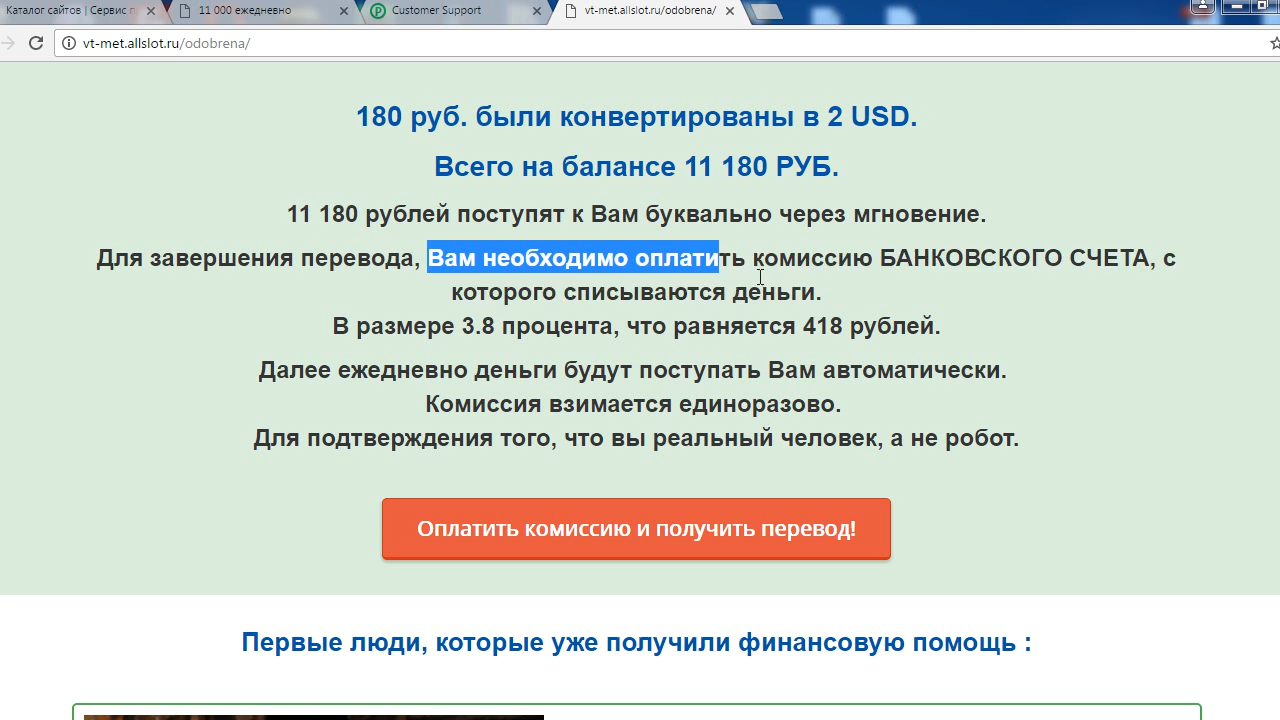 Каталог сайтов | Сервис п
11 000 ежедневно
Customer Support
vt-met.allslot.ru/odobrena/
vt-met.allslot.ru/odobrena/
180 руб. были конвертированы в 2 USD.
Всего на балансе 11 180 РУБ.
11 180 рублей поступят к Вам буквально через мгновение.
Для завершения перевода, Вам необходимо оплатить комиссию БАНКОВСКОГО СЧЕТА, с
которого списываются деньги.
В размере 3.8 процента, что равняется 418 рублей.
Далее ежедневно деньги будут поступать Вам автоматически.
Комиссия взимается единоразово.
Для подтверждения того, что вы реальный человек, а не робот.
Оплатить комиссию и получить перевод!
Первые люди, которые уже получили финансовую помощь :